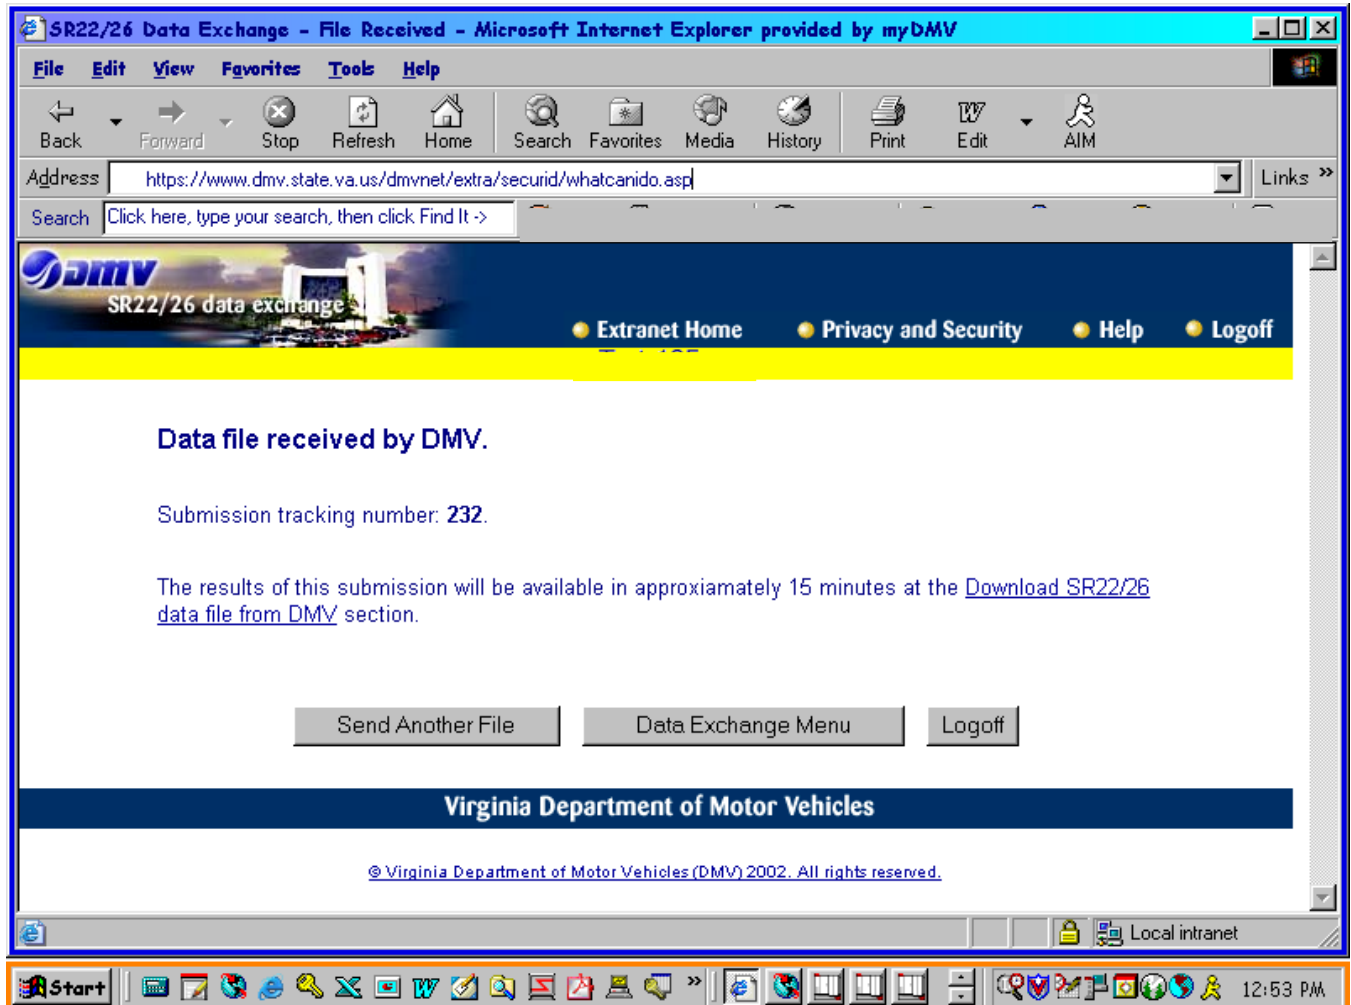 SR22/26 Data Exchange - File Received - Microsoft Internet Explorer provided by myDMV
File Edit View Favorites Tools Help
Back Forward Stop Refresh Home Search Favorites Media History Print Edit AIM
Address https://www.dmv.state.va.us/dmvnet/extra/securid/whatcanido.asp Links »
Search Click here, type your search, then click Find It ->
DMV
SR22/26 data exchange
Extranet Home Privacy and Security Help Logoff
Data file received by DMV.
Submission tracking number: 232.
The results of this submission will be available in approxiamately 15 minutes at the Download SR22/26
data file from DMV section.
Send Another File Data Exchange Menu Logoff
Virginia Department of Motor Vehicles
© Virginia Department of Motor Vehicles (DMV) 2002. All rights reserved.
Local intranet
Start » 12:53 PM